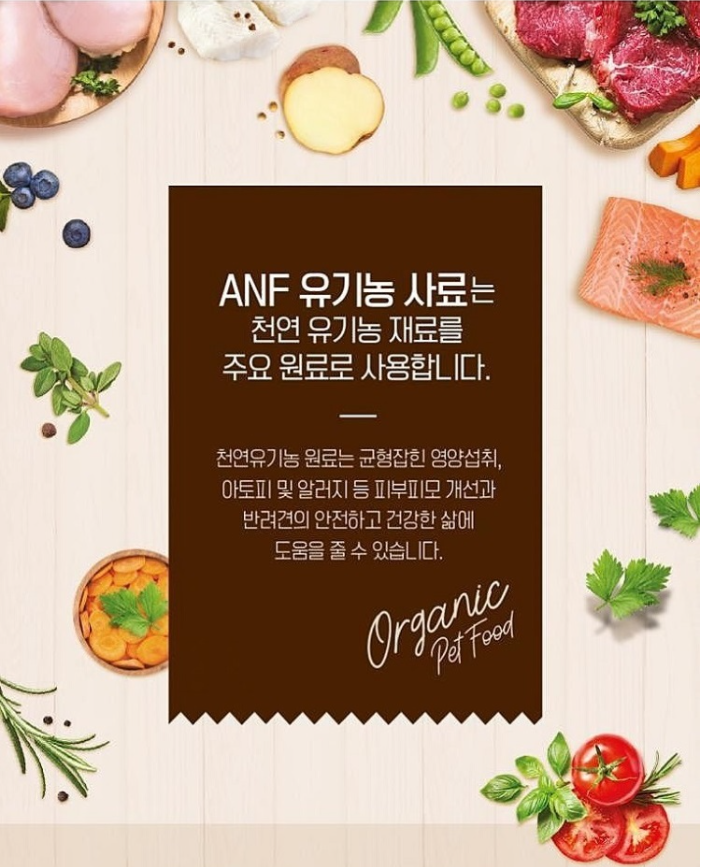 ANF 유기농 사료는
천연 유기농 재료를
주요 원료로 사용합니다.
천연유기농 원료는 균형잡힌 영양섭취,
아토피 및 알러지 등 피부피모 개선과
반려견의 안전하고 건강한 삶에
도움을 줄 수 있습니다.
Organic
Pet Food